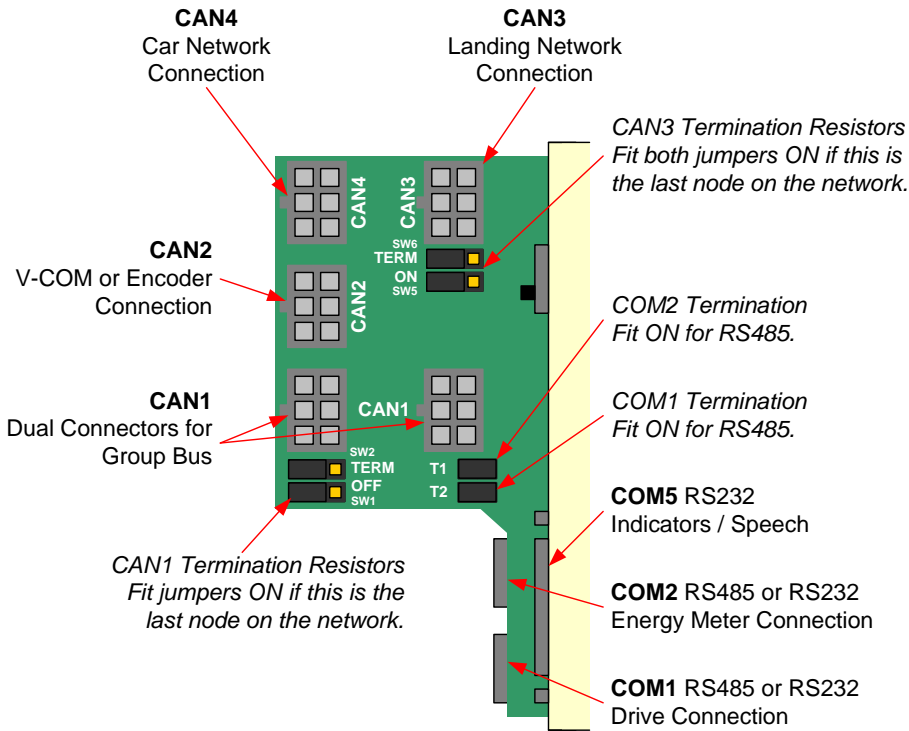 CAN4
Car Network
Connection
CAN3
Landing Network
Connection
CAN3 Termination Resistors
Fit both jumpers ON if this is
the last node on the network.
CAN4
CAN3
SW6
TERM
ON
SW5
CAN2
V-COM or Encoder
Connection
CAN2
COM2 Termination
Fit ON for RS485.
CAN1
Dual Connectors for
Group Bus
CAN1
COM1 Termination
Fit ON for RS485.
SW2
TERM
OFF
SW1
T1
T2
COM5 RS232
Indicators / Speech
CAN1 Termination Resistors
Fit jumpers ON if this is the
last node on the network.
COM2 RS485 or RS232
Energy Meter Connection
COM1 RS485 or RS232
Drive Connection